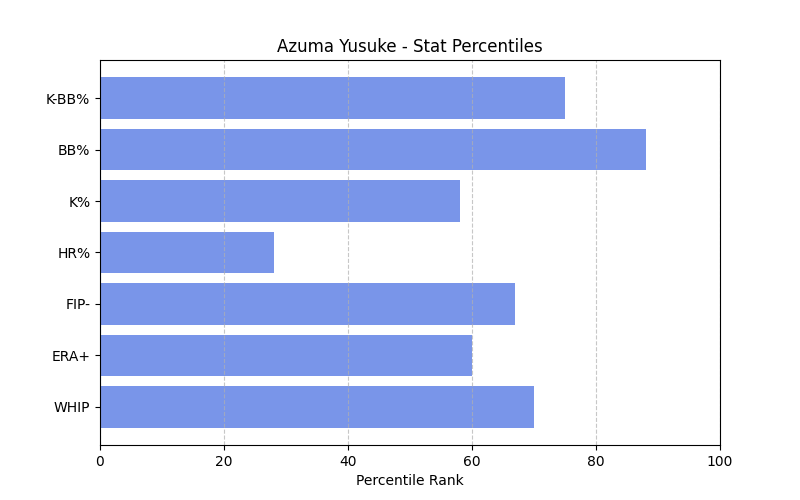 Azuma Yusuke - Stat Percentiles
K-BB%
BB%
K%
HR%
FIP-
ERA+
WHIP
0 20 40 60 80 100
Percentile Rank